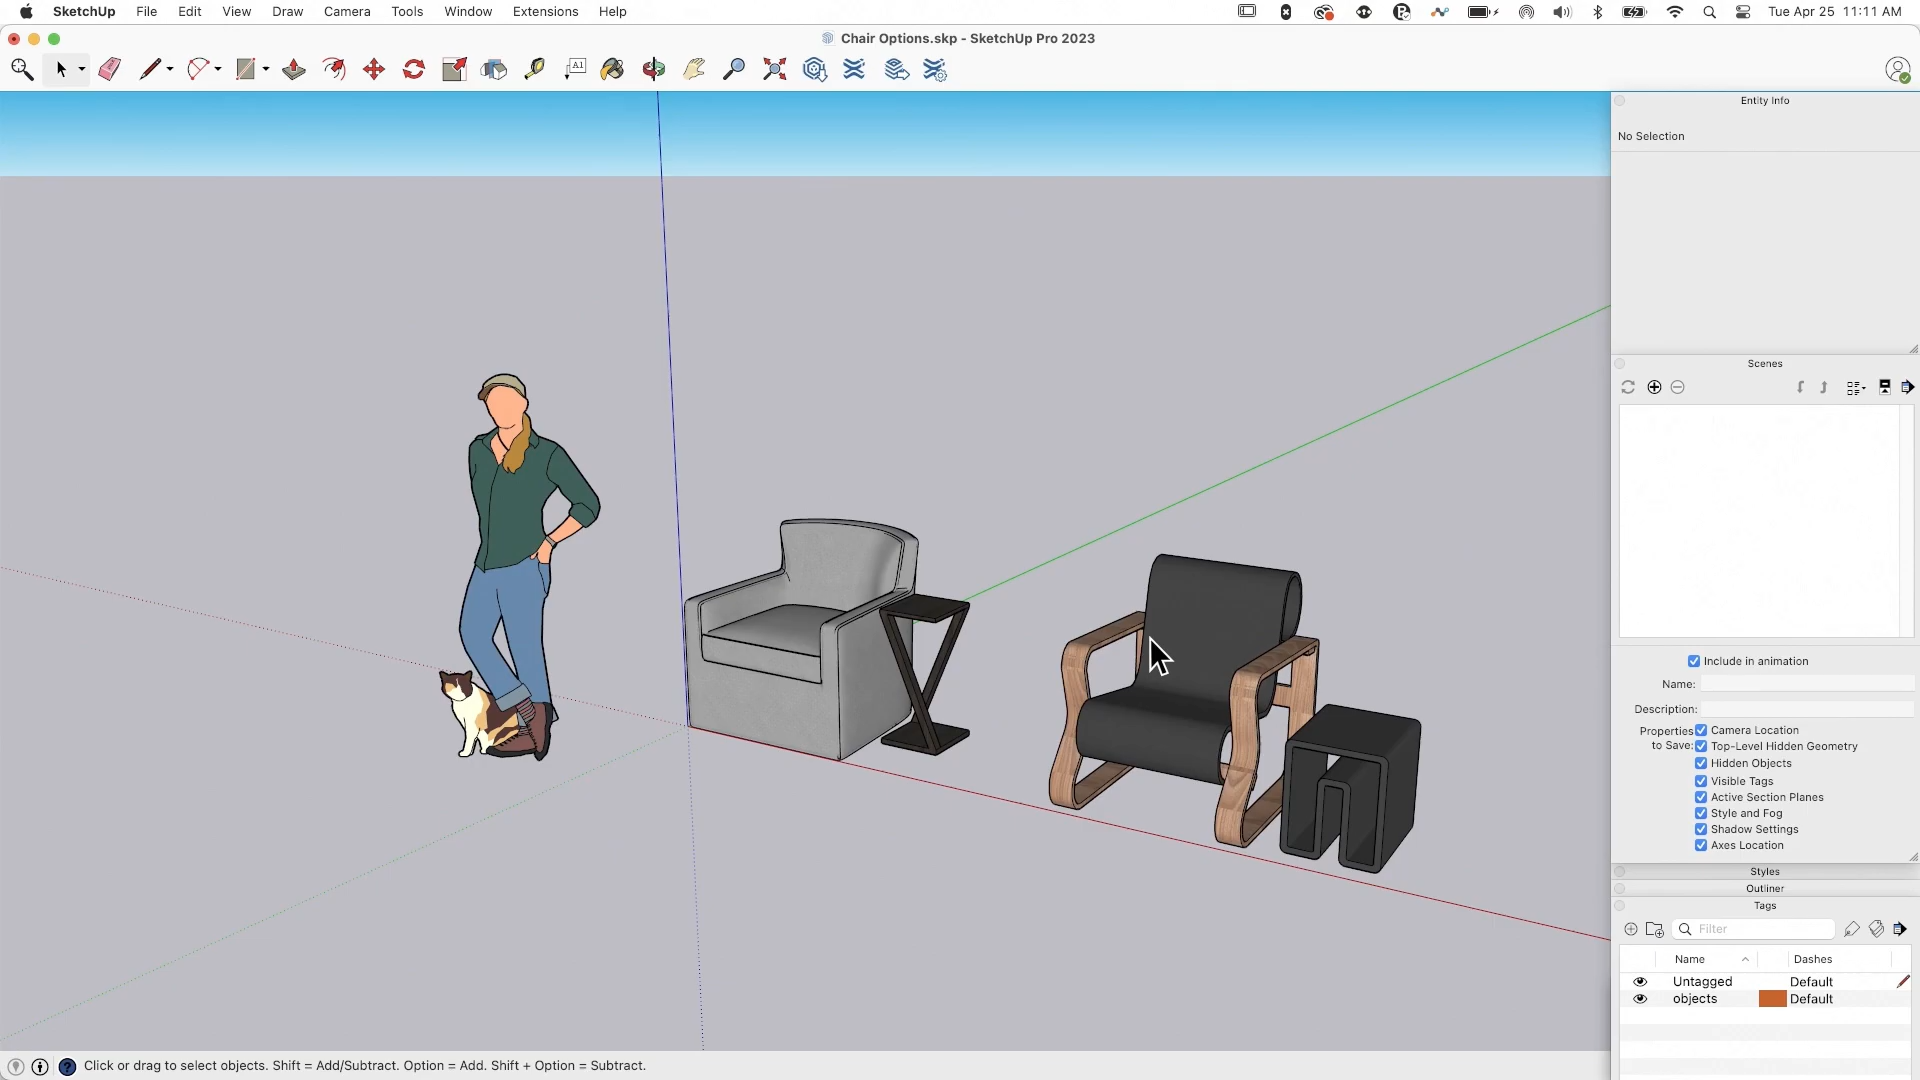 SketchUp File Edit View Draw Camera Tools Window Extensions Help Tue Apr 25 11:11 AM
Chair Options.skp - SketchUp Pro 2023
A1
Entity Info
No Selection
Scenes
Include in animation
Name:
Description:
Properties to Save:
Camera Location
Top-Level Hidden Geometry
Hidden Objects
Visible Tags
Active Section Planes
Style and Fog
Shadow Settings
Axes Location
Styles
Outliner
Tags
Filter
Name Dashes
Untagged Default
objects Default
Click or drag to select objects. Shift = Add/Subtract. Option = Add. Shift + Option = Subtract.